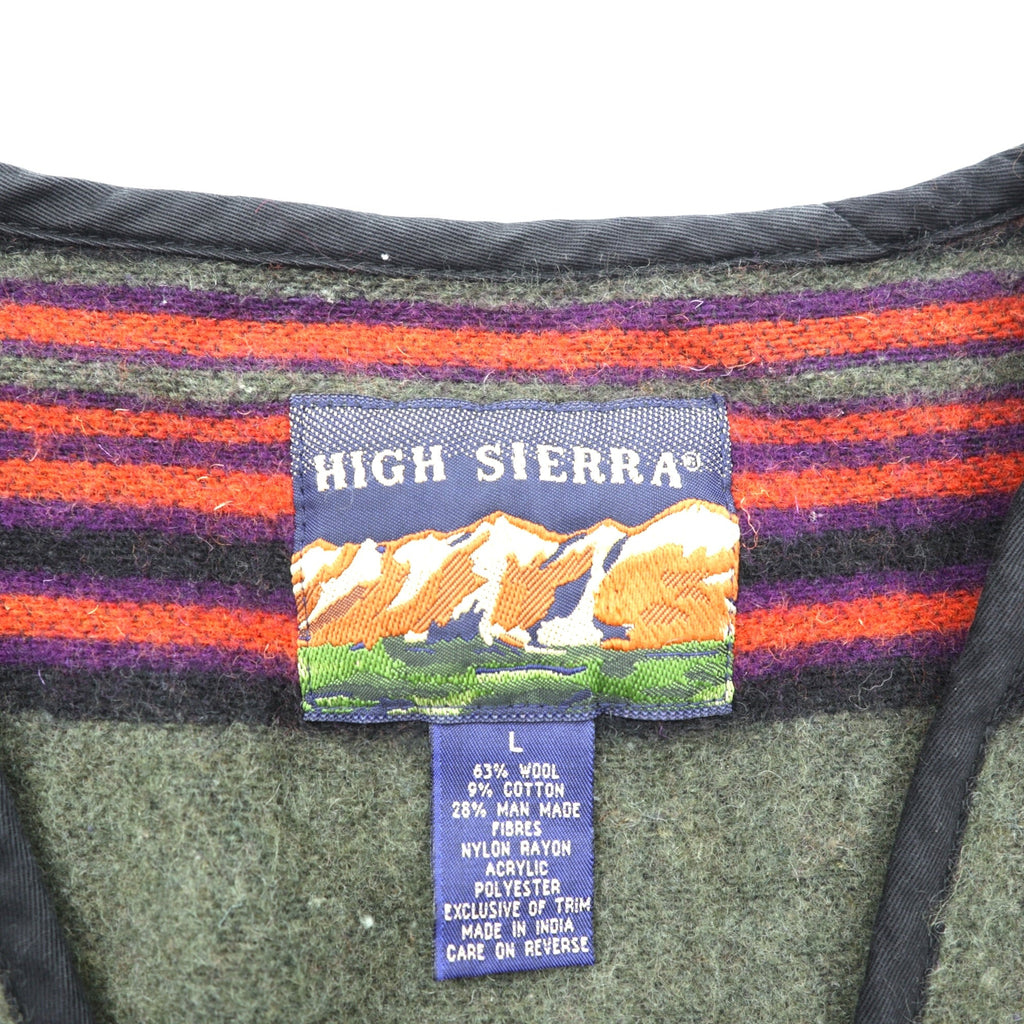 HIGH SIERRA®
L
63% WOOL
9% COTTON
28% MAN MADE
FIBRES
NYLON RAYON
ACRYLIC
POLYESTER
EXCLUSIVE OF TRIM
MADE IN INDIA
CARE ON REVERSE